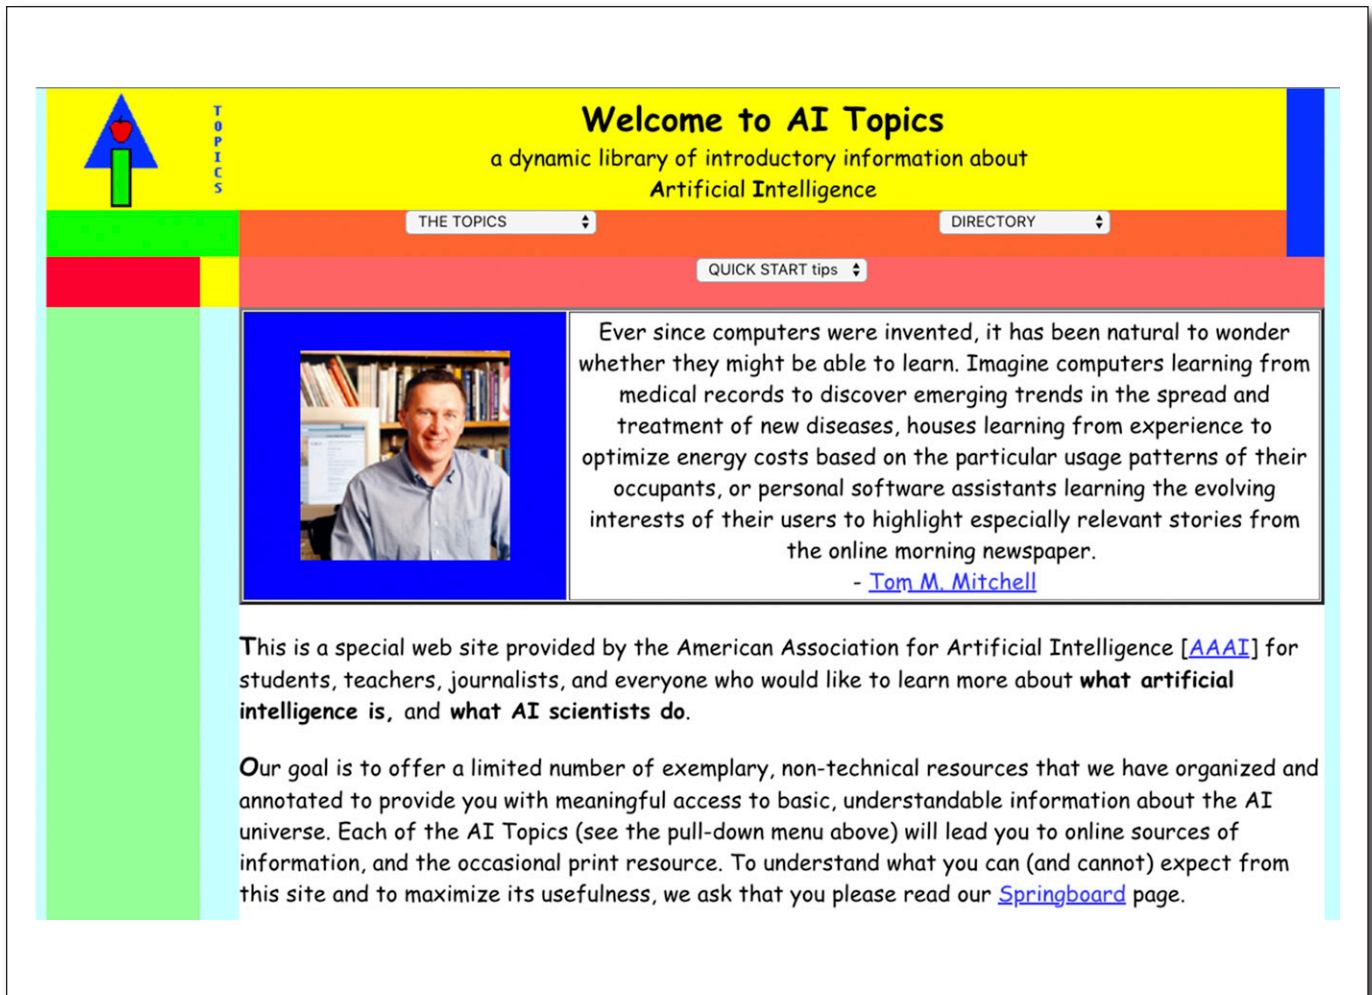 TOPICS
Welcome to AI Topics
a dynamic library of introductory information about
Artificial Intelligence
THE TOPICS
DIRECTORY
QUICK START tips
Ever since computers were invented, it has been natural to wonder
whether they might be able to learn. Imagine computers learning from
medical records to discover emerging trends in the spread and
treatment of new diseases, houses learning from experience to
optimize energy costs based on the particular usage patterns of their
occupants, or personal software assistants learning the evolving
interests of their users to highlight especially relevant stories from
the online morning newspaper.
- Tom M. Mitchell
This is a special web site provided by the American Association for Artificial Intelligence [AAAI] for
students, teachers, journalists, and everyone who would like to learn more about what artificial
intelligence is, and what AI scientists do.
Our goal is to offer a limited number of exemplary, non-technical resources that we have organized and
annotated to provide you with meaningful access to basic, understandable information about the AI
universe. Each of the AI Topics (see the pull-down menu above) will lead you to online sources of
information, and the occasional print resource. To understand what you can (and cannot) expect from
this site and to maximize its usefulness, we ask that you please read our Springboard page.